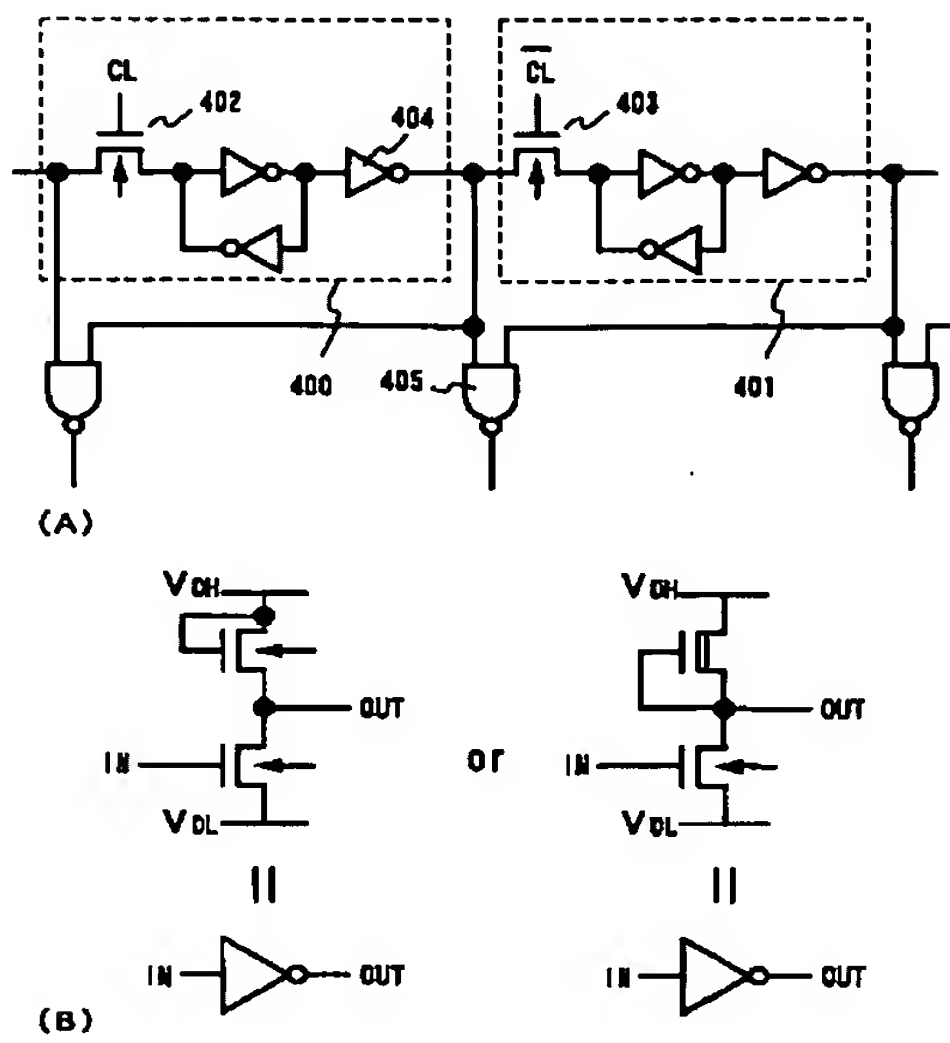 CL
402
404
C̅L̅
403
400
405
401
(A)
VDH
VDH
OUT
OUT
IN
or
IN
VDL
VDL
IN
OUT
IN
OUT
(B)